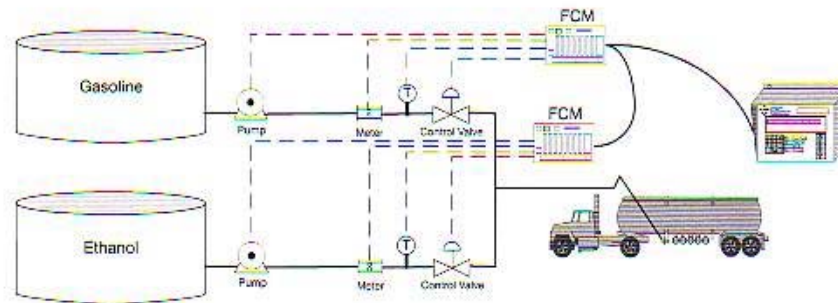 FCM
Gasoline
T
Pump
Meter
Control Valve
FCM
Ethanol
T
Pump
Meter
Control Valve